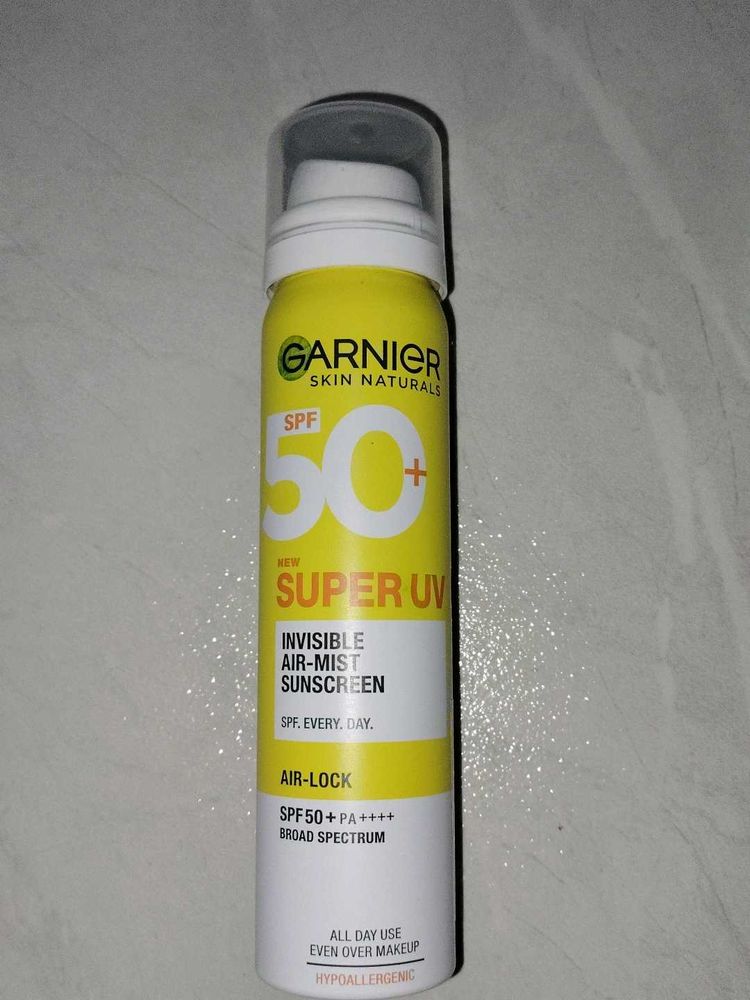 GARNIER
SKIN NATURALS
SPF
50+
NEW
SUPER UV
INVISIBLE
AIR-MIST
SUNSCREEN
SPF. EVERY. DAY.
AIR-LOCK
SPF50+ PA++++
BROAD SPECTRUM
ALL DAY USE
EVEN OVER MAKEUP
HYPOALLERGENIC